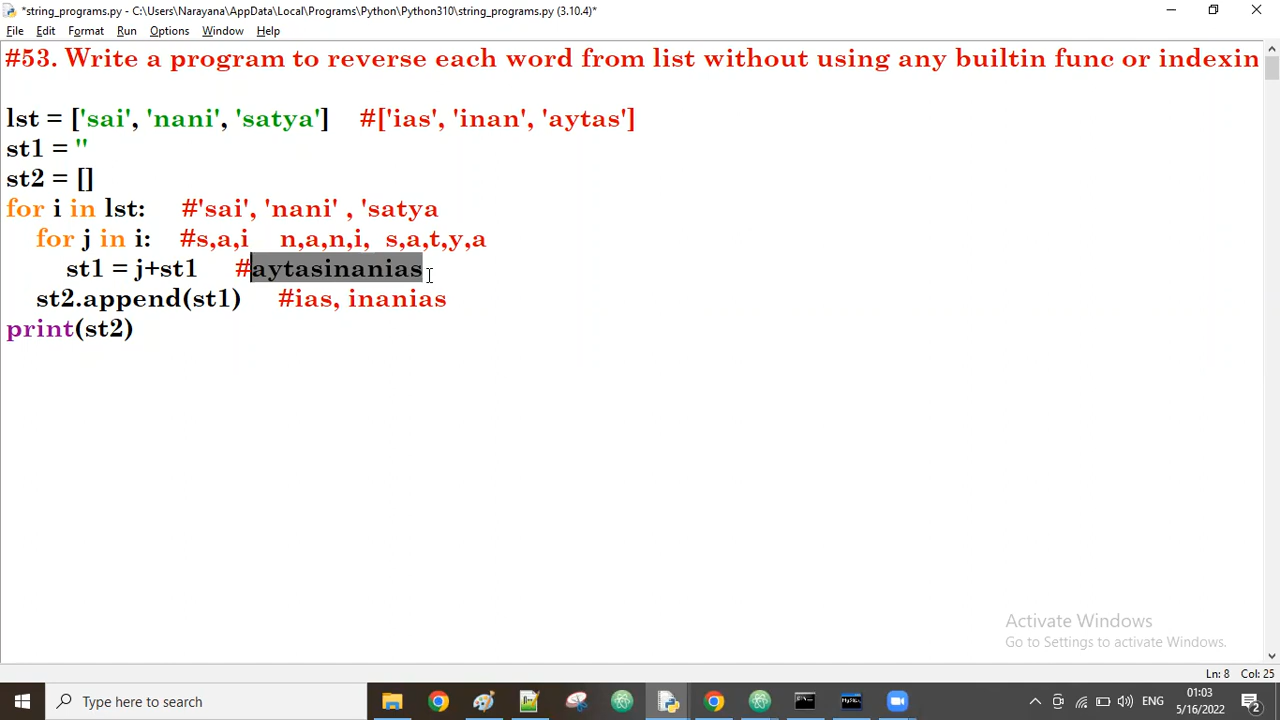 *string_programs.py - C:\Users\Narayana\AppData\Local\Programs\Python\Python310\string_programs.py (3.10.4)*
File Edit Format Run Options Window Help
#53. Write a program to reverse each word from list without using any builtin func or indexin
lst = ['sai', 'nani', 'satya'] #['ias', 'inan', 'aytas']
st1 = ''
st2 = []
for i in lst: #'sai', 'nani' , 'satya
for j in i: #s,a,i n,a,n,i, s,a,t,y,a
st1 = j+st1 #aytasinanias
st2.append(st1) #ias, inanias
print(st2)
Activate Windows
Go to Settings to activate Windows.
Ln: 8 Col: 25
Type here to search
ENG
01:03
5/16/2022
2